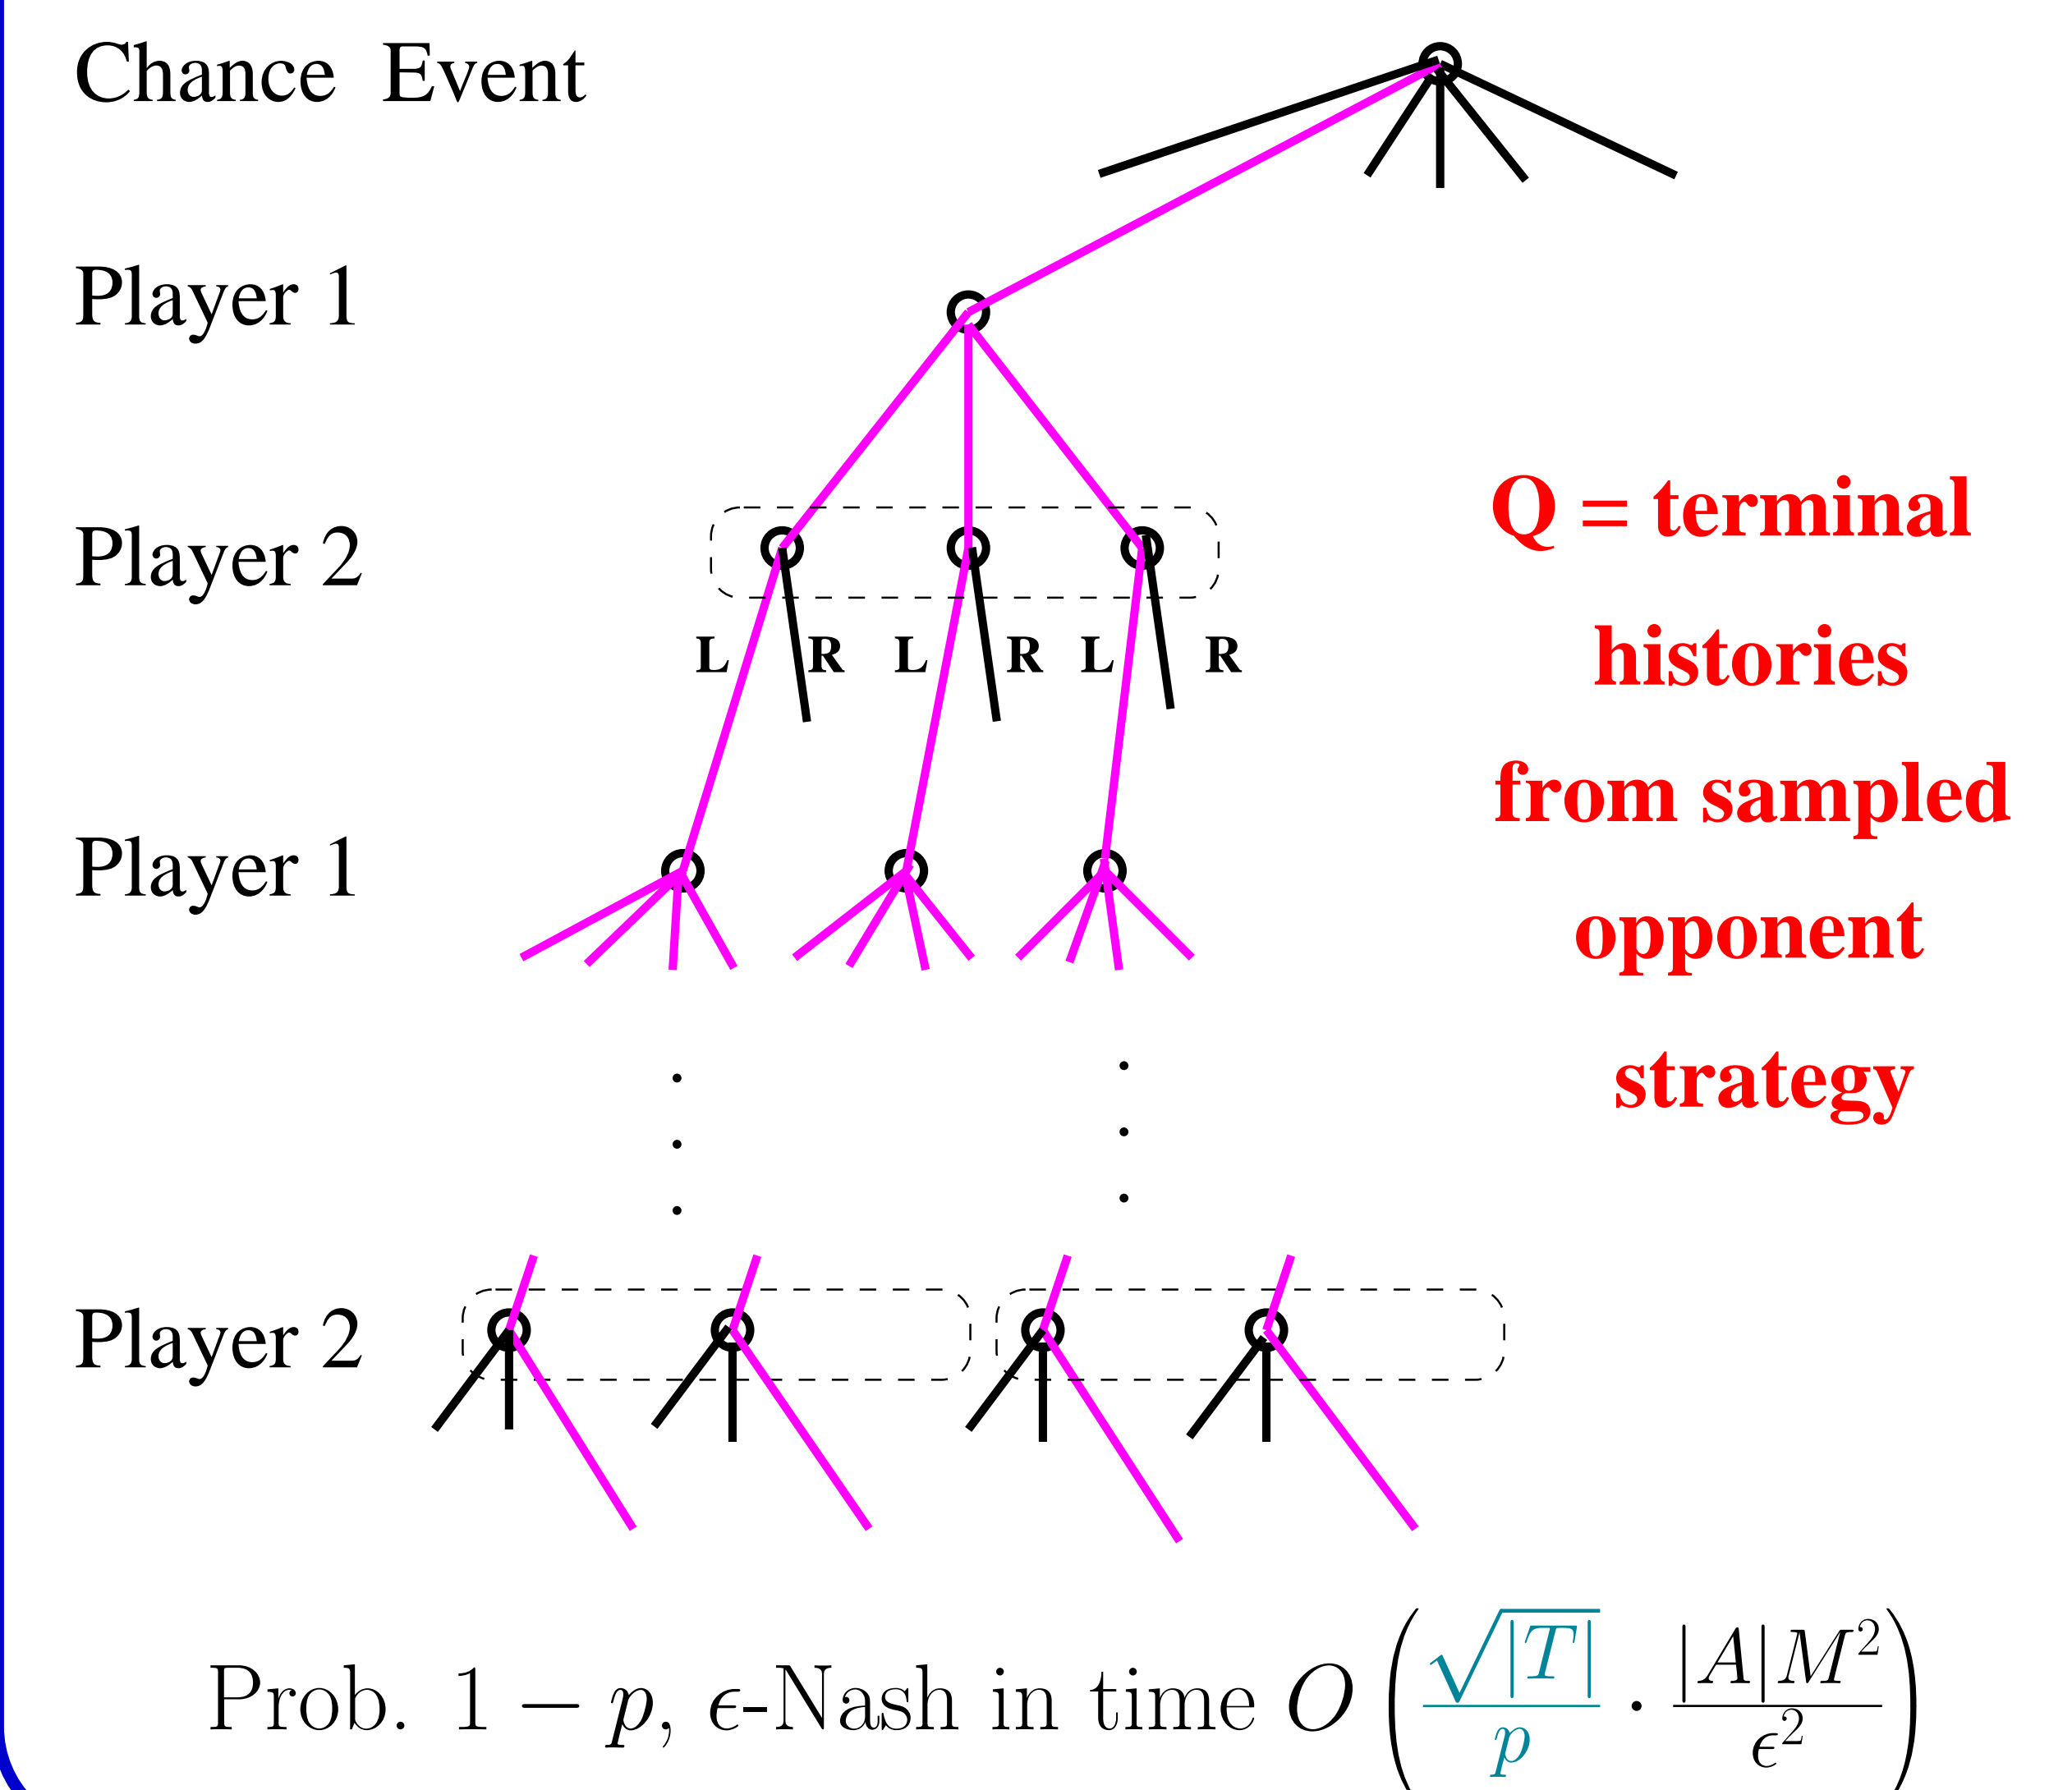 Chance Event
Player 1
Player 2
Q = terminal
histories
L R L R L R
from sampled
Player 1
opponent
strategy
Player 2
Prob. 1 − p, ϵ-Nash in time O(√|T|/p · |A|M²/ϵ²)